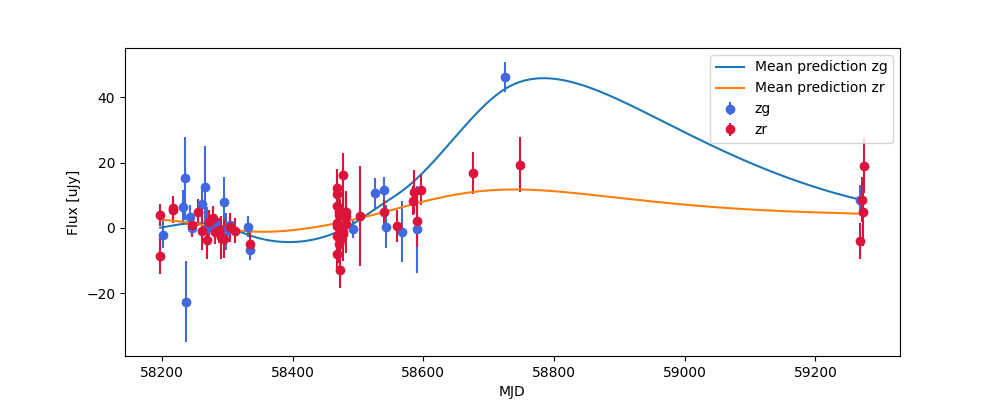 Mean prediction zg
Mean prediction zr
zg
zr
Flux [uJy]
40
20
0
−20
58200 58400 58600 58800 59000 59200
MJD